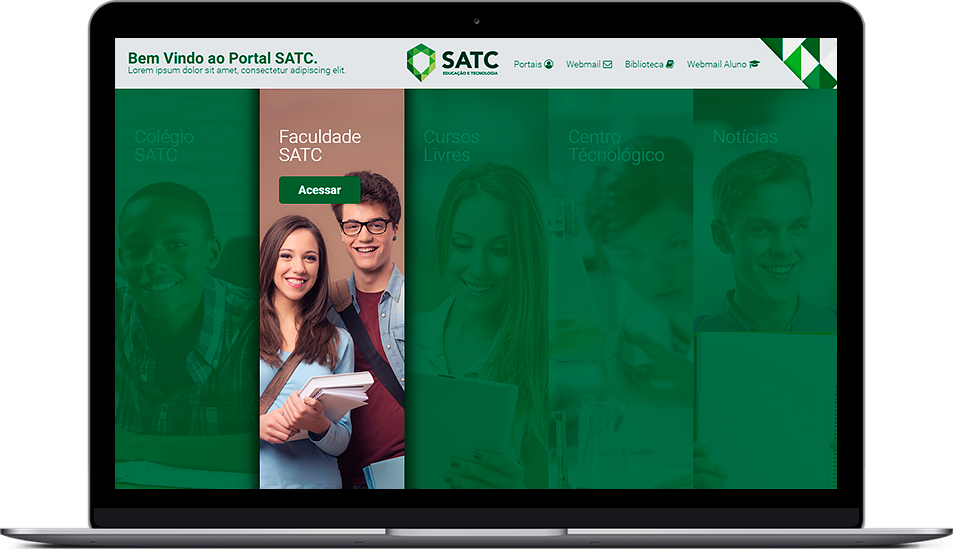 Bem Vindo ao Portal SATC.
Lorem ipsum dolor sit amet, consectetur adipiscing elit.
SATC
EDUCAÇÃO E TECNOLOGIA
Portais
Webmail
Biblioteca
Webmail Aluno
Colégio
SATC
Faculdade
SATC
Acessar
Cursos
Livres
Centro
Técnológico
Notícias